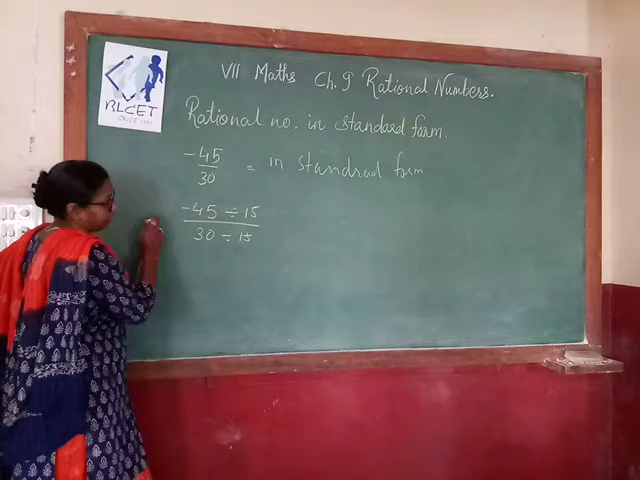 VII Maths Ch. 9 Rational Numbers.
RLCET
SINCE
Rational no. in standard form.
-45/30 = in standrad form
-45 ÷ 15
30 ÷ 15